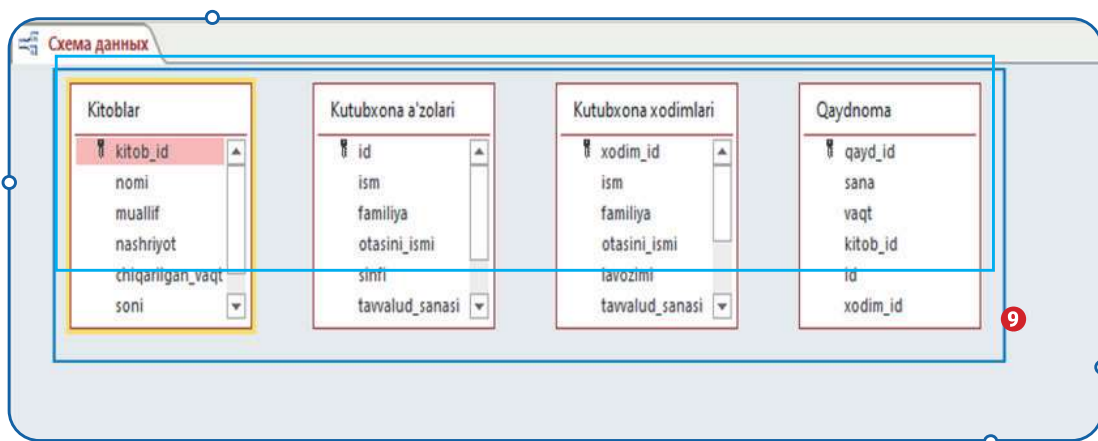 Схема данных
Kitoblar
kitob_id
nomi
muallif
nashriyot
chiqarilgan_vaqt
soni
Kutubxona a'zolari
id
ism
familiya
otasini_ismi
sinfi
tavvalud_sanasi
Kutubxona xodimlari
xodim_id
ism
familiya
otasini_ismi
lavozimi
tavvalud_sanasi
Qaydnoma
qayd_id
sana
vaqt
kitob_id
id
xodim_id
9